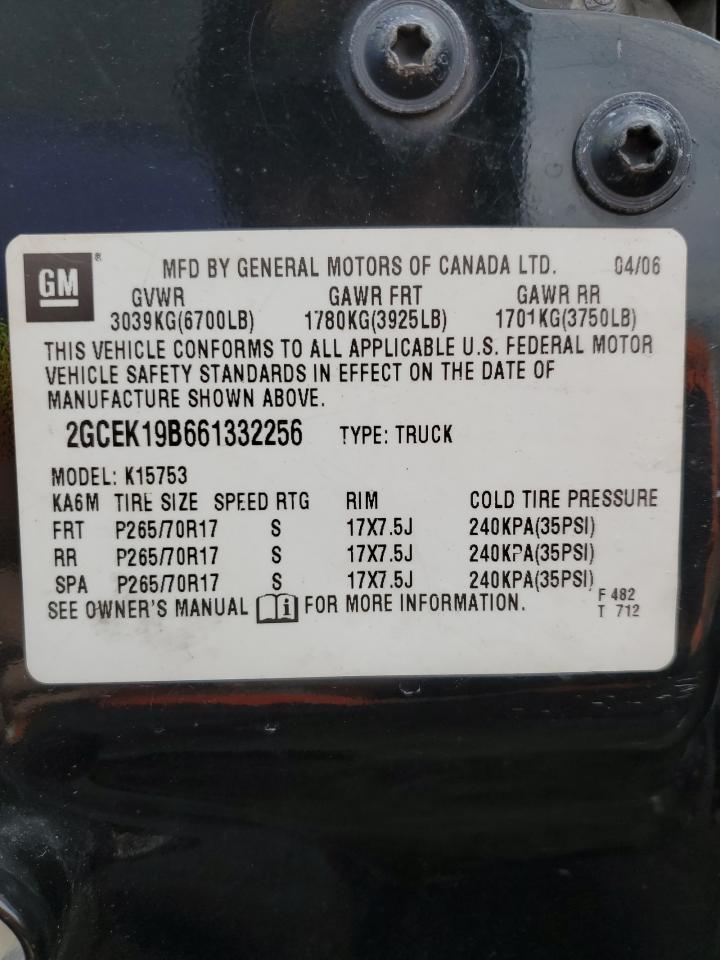 GM® MFD BY GENERAL MOTORS OF CANADA LTD. 04/06
GVWR GAWR FRT GAWR RR
3039KG(6700LB) 1780KG(3925LB) 1701KG(3750LB)
THIS VEHICLE CONFORMS TO ALL APPLICABLE U.S. FEDERAL MOTOR
VEHICLE SAFETY STANDARDS IN EFFECT ON THE DATE OF
MANUFACTURE SHOWN ABOVE.
2GCEK19B661332256 TYPE: TRUCK
MODEL: K15753
KA6M TIRE SIZE SPEED RTG RIM COLD TIRE PRESSURE
FRT P265/70R17 S 17X7.5J 240KPA(35PSI)
RR P265/70R17 S 17X7.5J 240KPA(35PSI)
SPA P265/70R17 S 17X7.5J 240KPA(35PSI)
SEE OWNER'S MANUAL i FOR MORE INFORMATION.
F 482
T 712